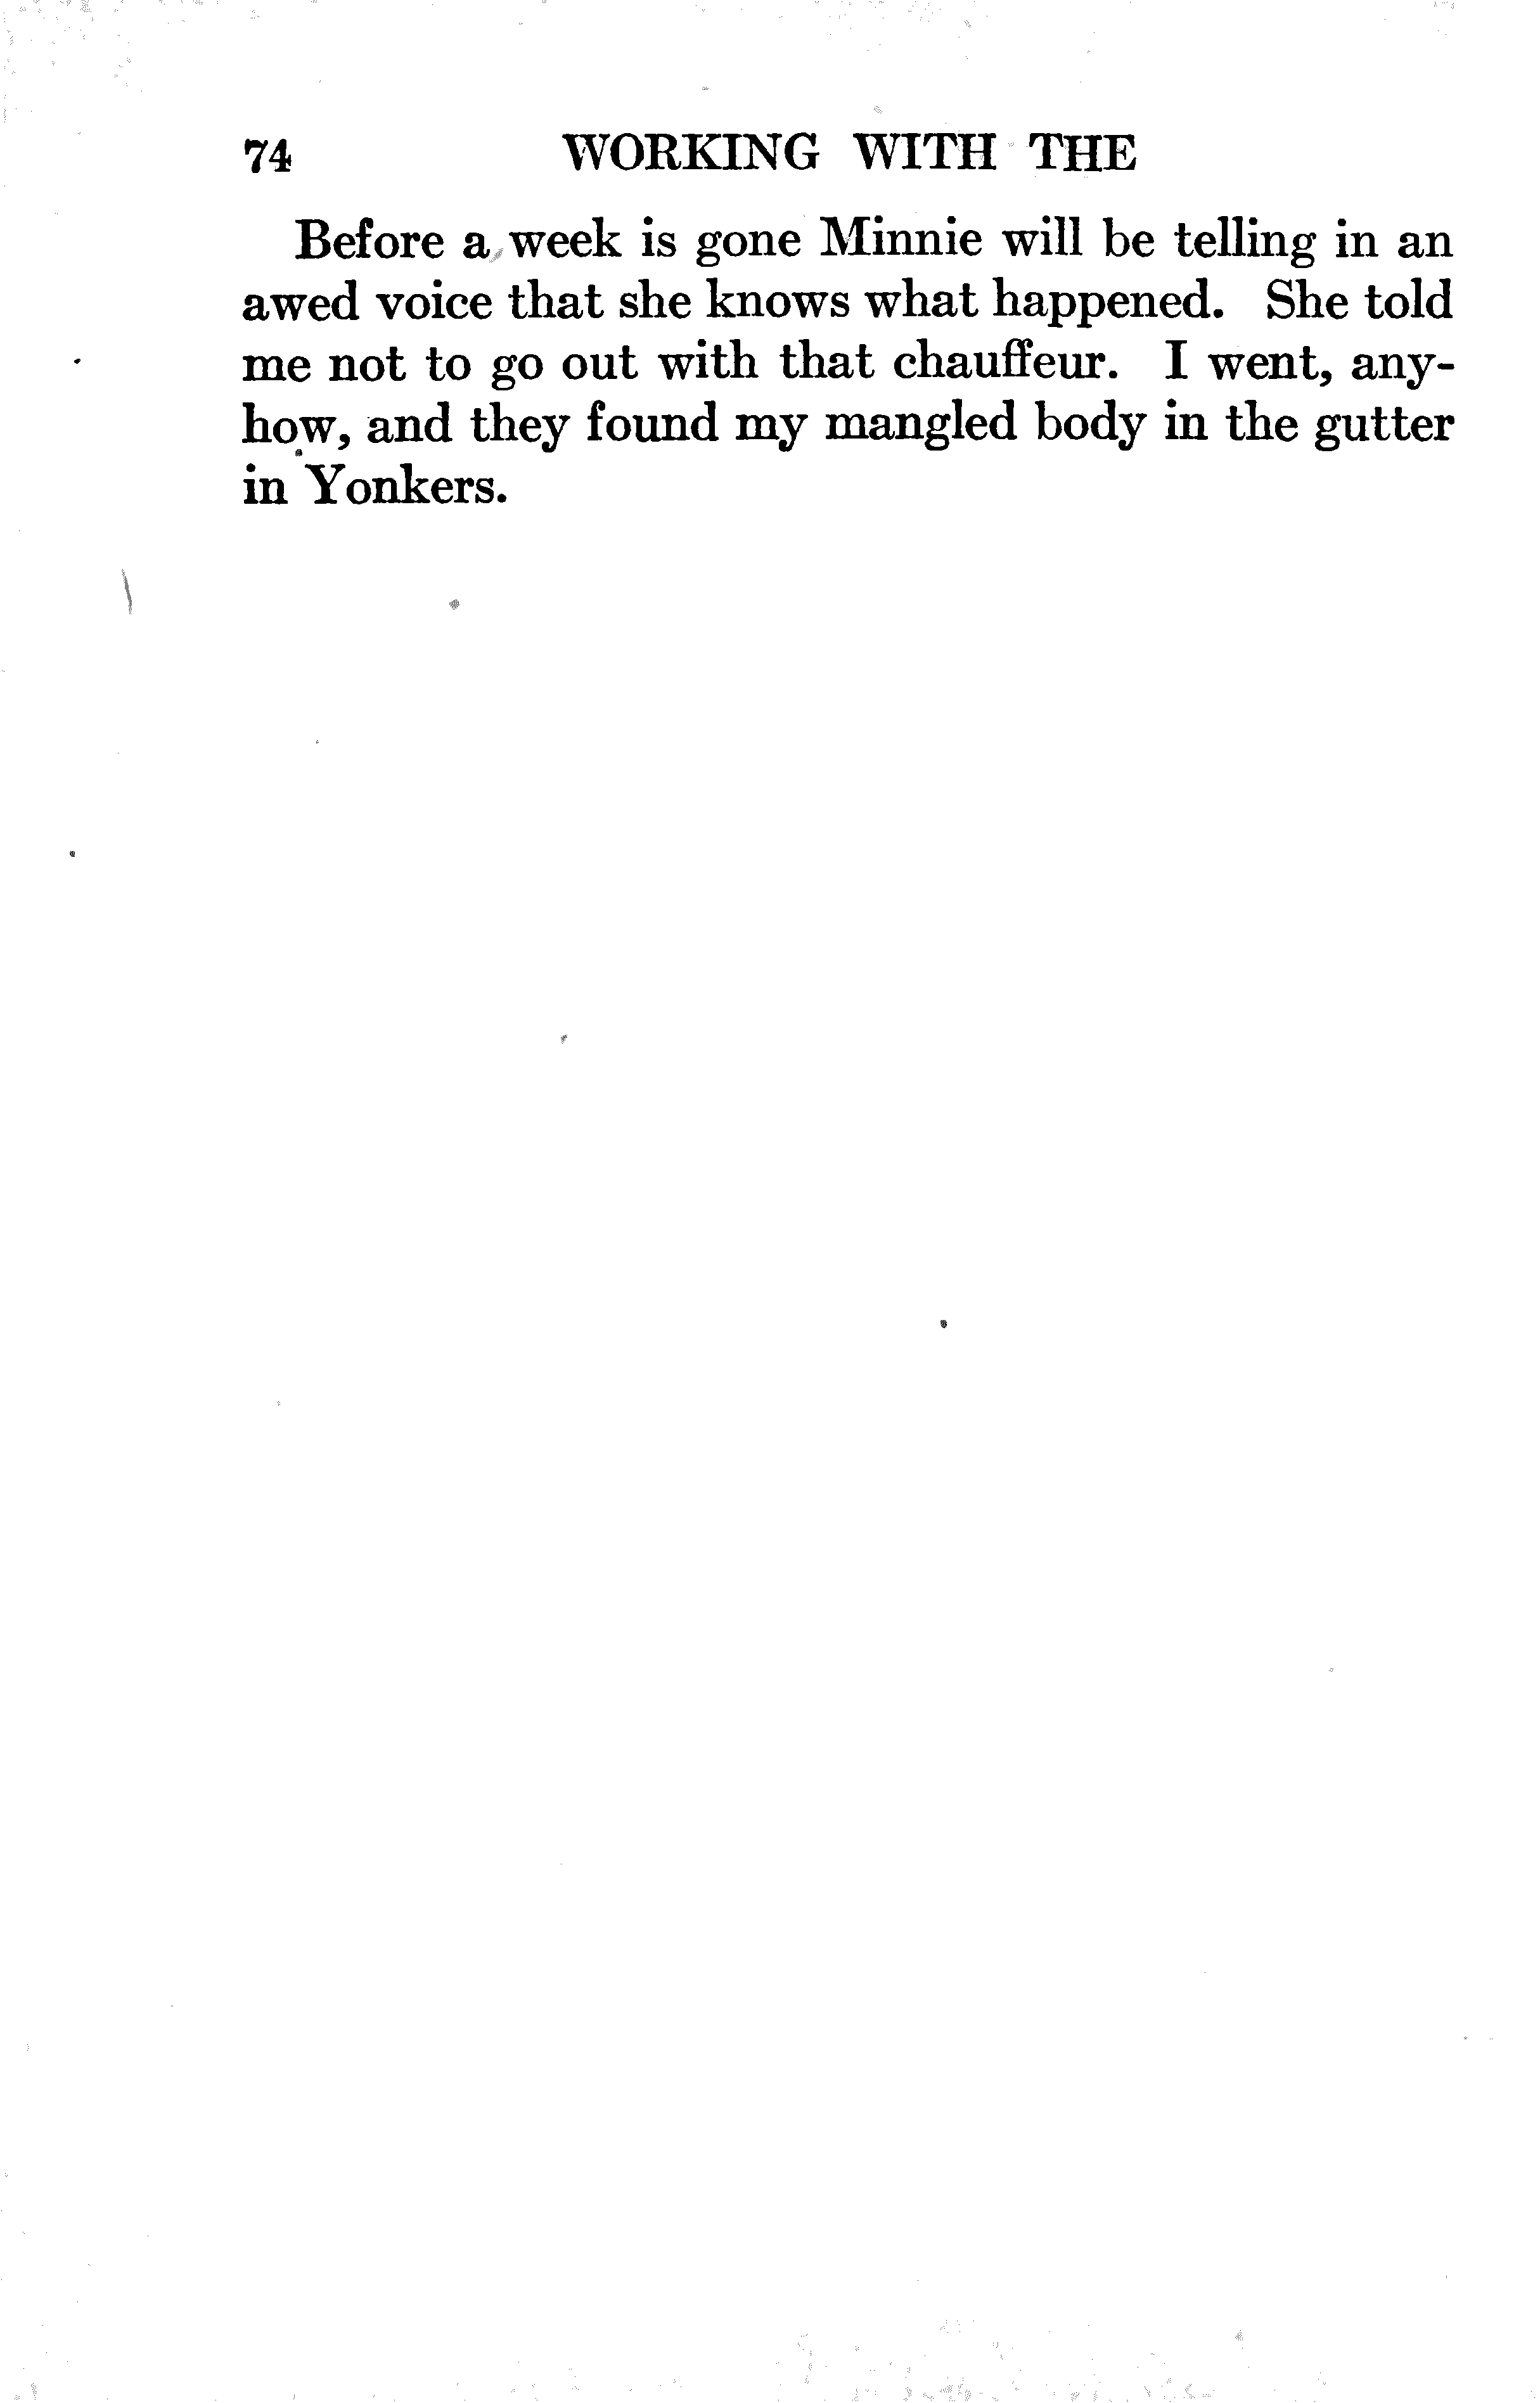 74 WORKING WITH THE
Before a week is gone Minnie will be telling in an
awed voice that she knows what happened. She told
me not to go out with that chauffeur. I went, any-
how, and they found my mangled body in the gutter
in Yonkers.